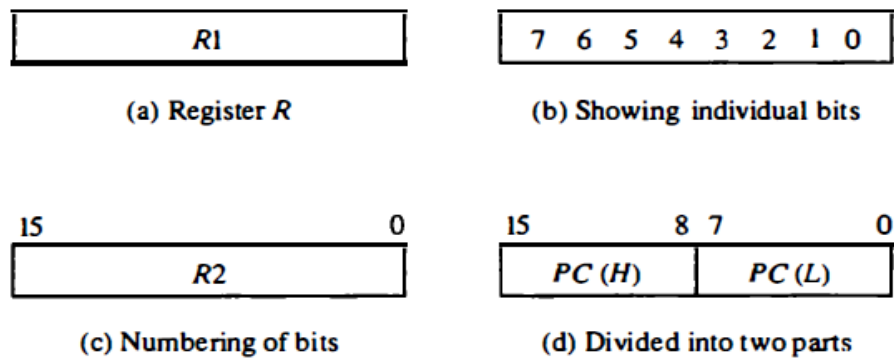 R1
7 6 5 4 3 2 1 0
(a) Register R
(b) Showing individual bits
15 0
15 8 7 0
R2
PC (H) PC (L)
(c) Numbering of bits
(d) Divided into two parts